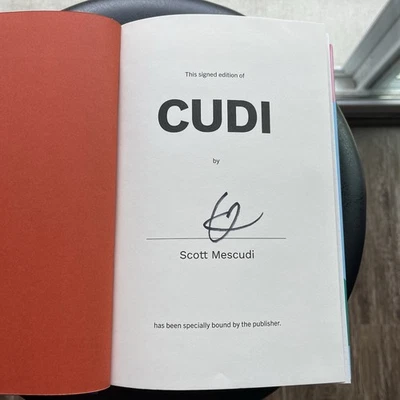 This signed edition of
CUDI
by
Scott Mescudi
has been specially bound by the publisher.